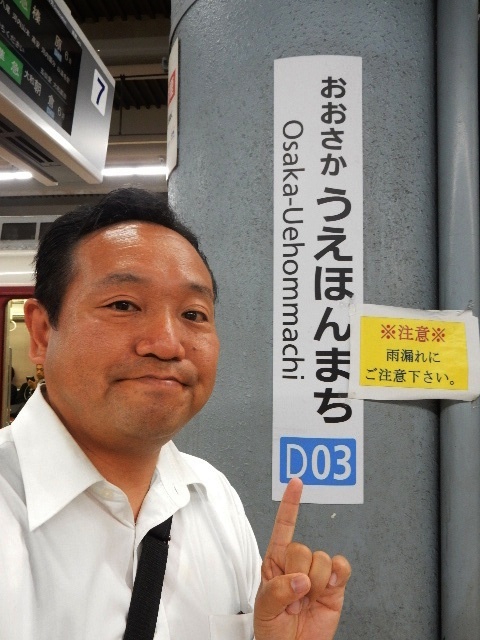 7
おおさか うえほんまち
Osaka-Uehommachi
D03
※注意※
雨漏れに
ご注意下さい。